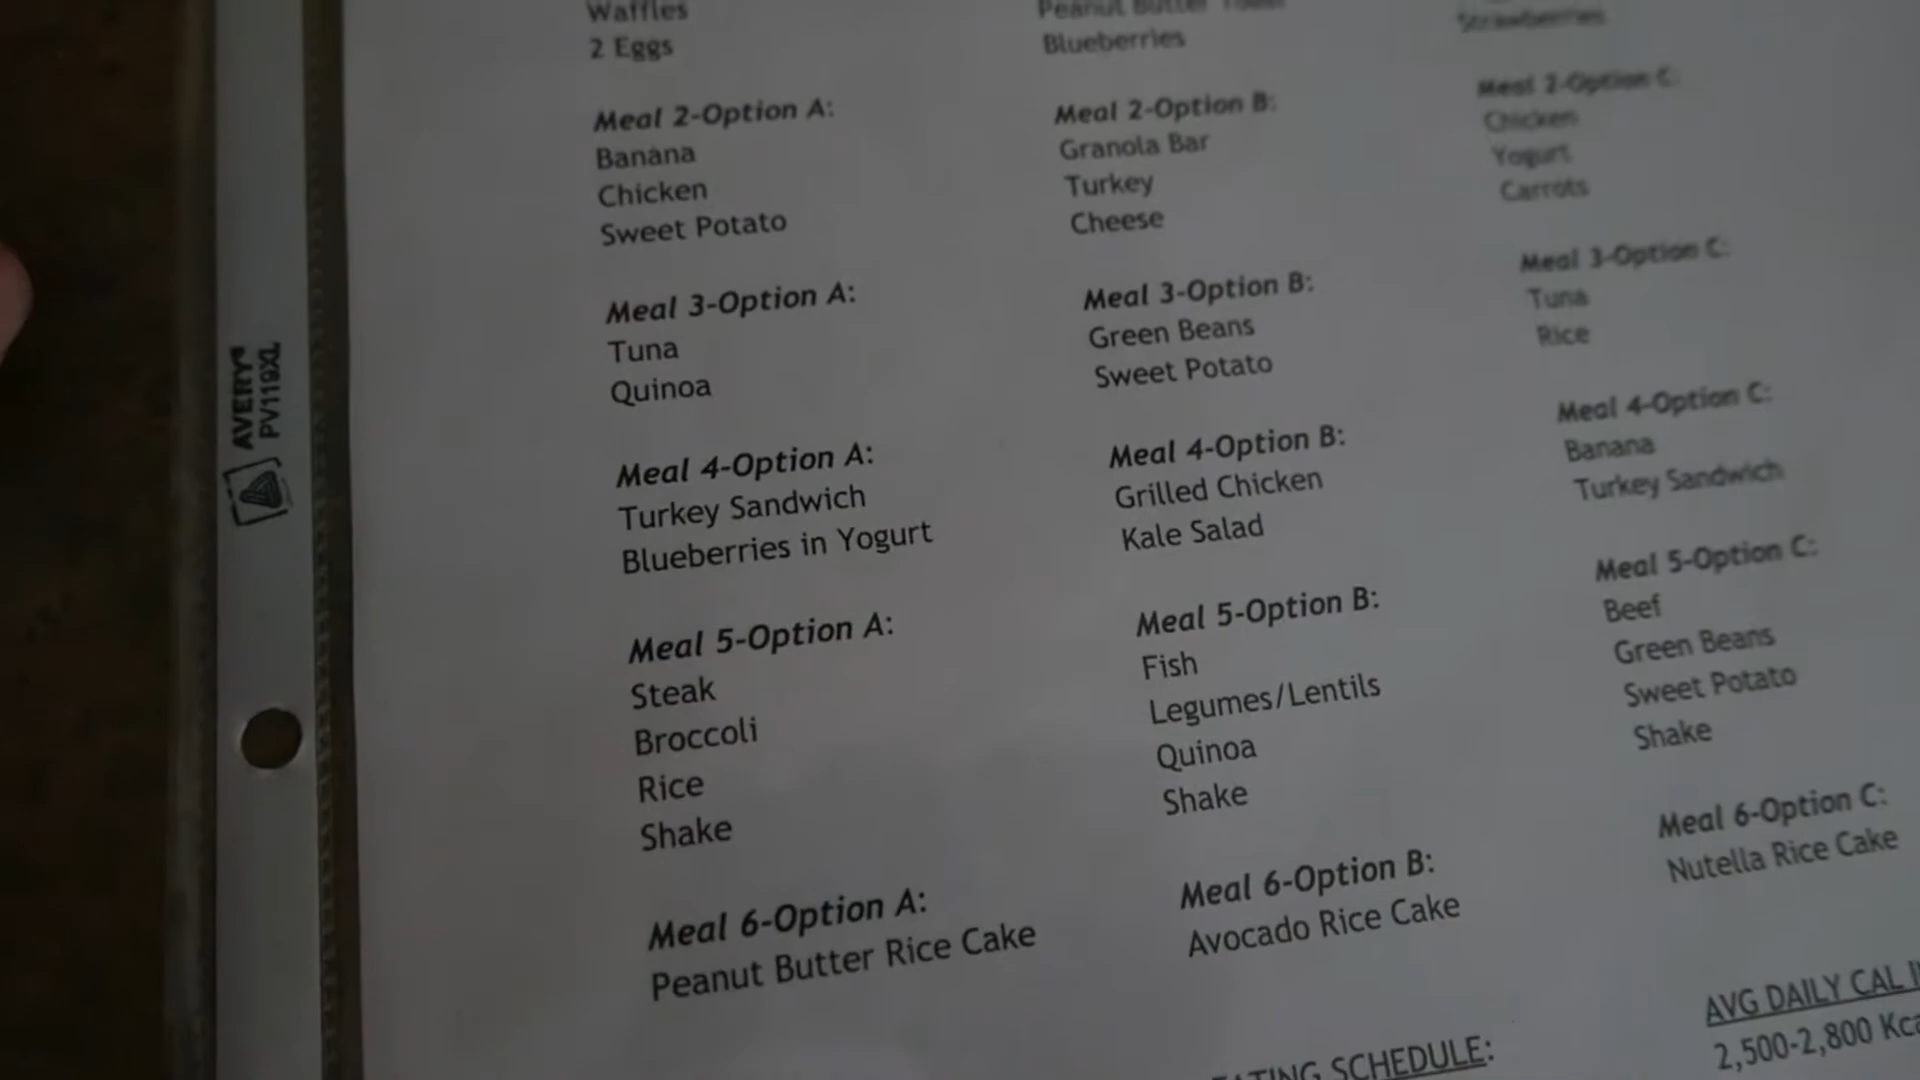 Waffles
2 Eggs
Meal 2-Option A:
Banana
Chicken
Sweet Potato
Meal 3-Option A:
Tuna
Quinoa
Meal 4-Option A:
Turkey Sandwich
Blueberries in Yogurt
Meal 5-Option A:
Steak
Broccoli
Rice
Shake
Meal 6-Option A:
Peanut Butter Rice Cake
Peanut Butter Toast
Blueberries
Meal 2-Option B:
Granola Bar
Turkey
Cheese
Meal 3-Option B:
Green Beans
Sweet Potato
Meal 4-Option B:
Grilled Chicken
Kale Salad
Meal 5-Option B:
Fish
Legumes/Lentils
Quinoa
Shake
Meal 6-Option B:
Avocado Rice Cake
Strawberries
Meal 2-Option C:
Chicken
Yogurt
Carrots
Meal 3-Option C:
Tuna
Rice
Meal 4-Option C:
Banana
Turkey Sandwich
Meal 5-Option C:
Beef
Green Beans
Sweet Potato
Shake
Meal 6-Option C:
Nutella Rice Cake
SCHEDULE:
AVG DAILY CAL
2,500-2,800
AVERY®
PV119XL